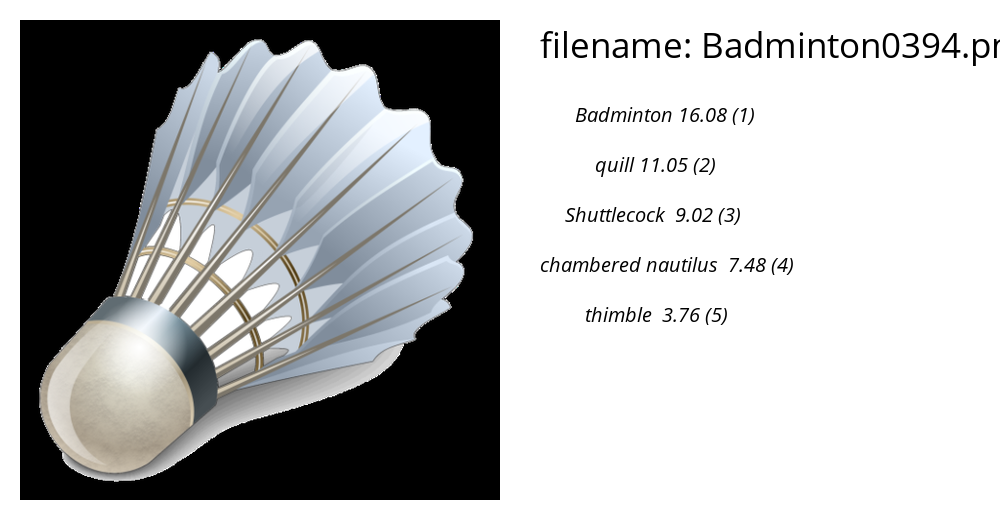 filename: Badminton0394.pr
Badminton 16.08 (1)
quill 11.05 (2)
Shuttlecock 9.02 (3)
chambered nautilus 7.48 (4)
thimble 3.76 (5)